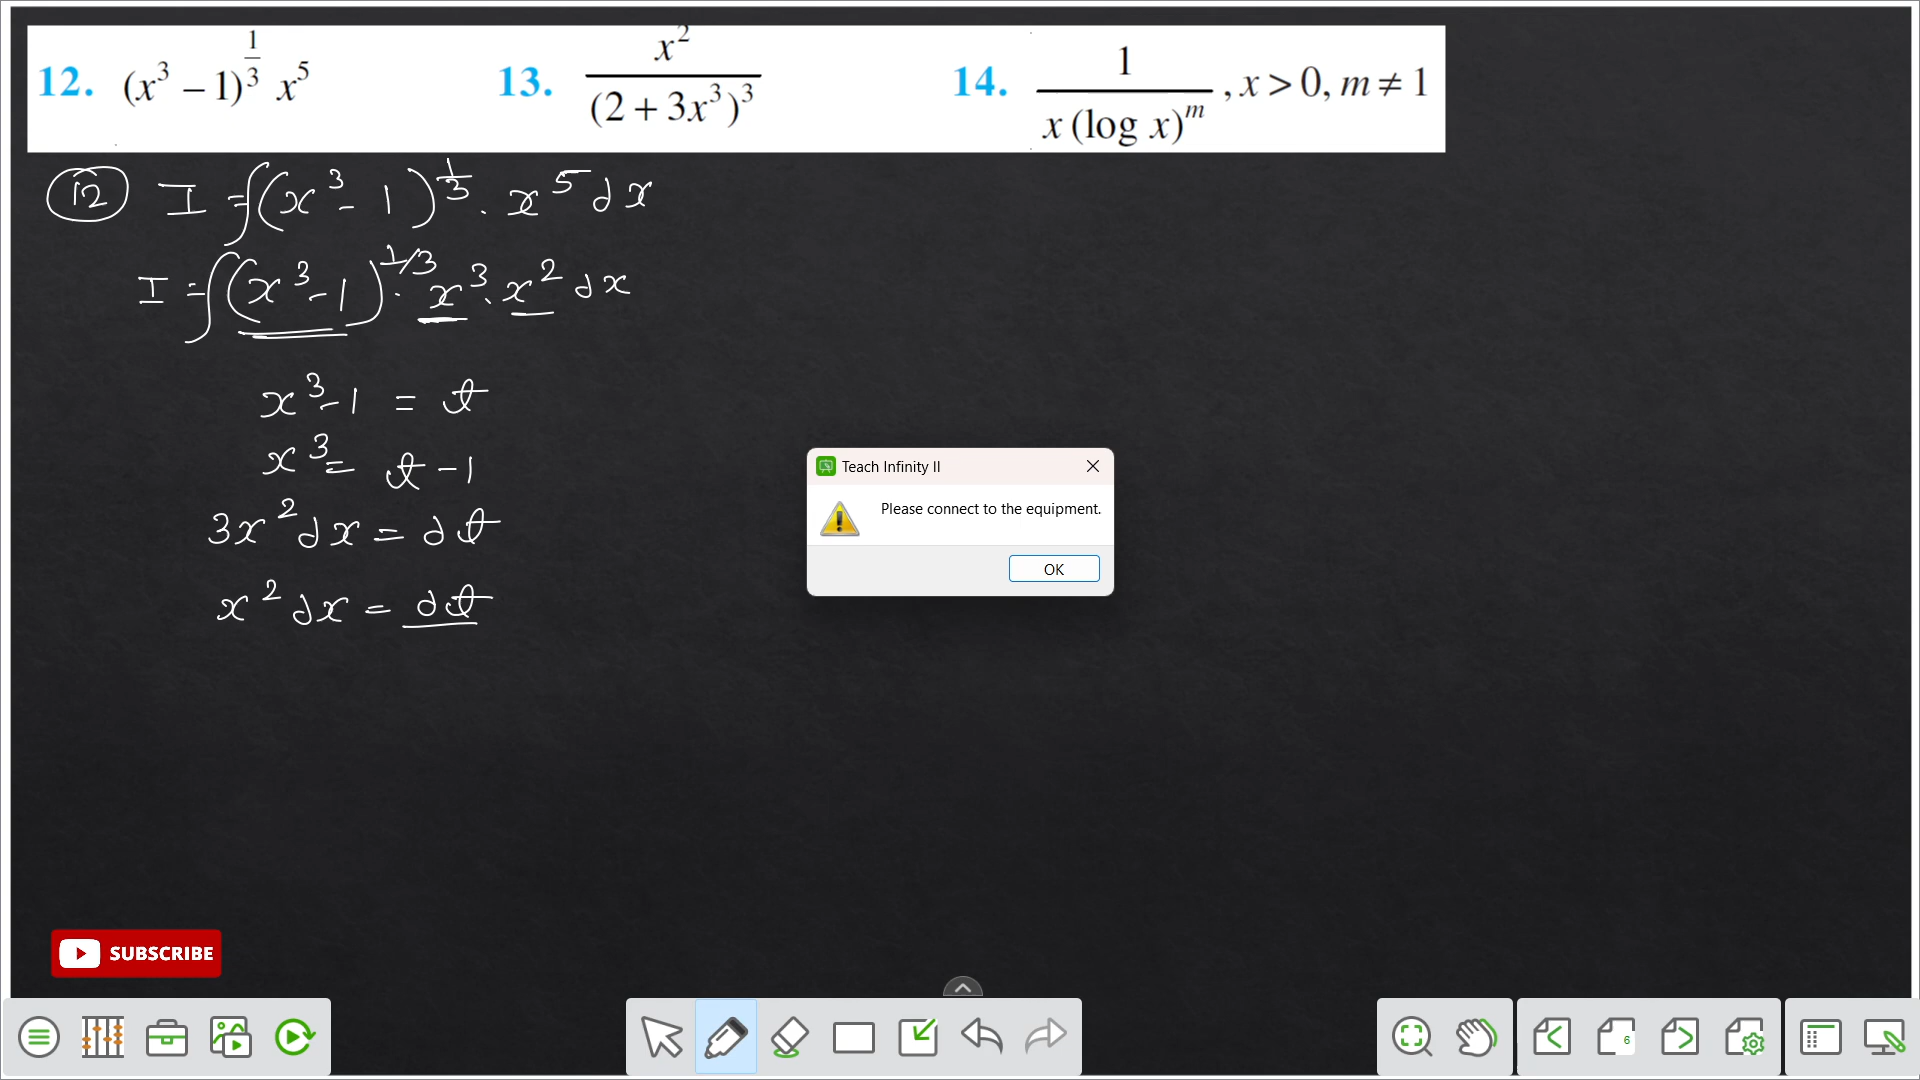 12. (x³ – 1)^(1/3) x⁵
13. x² / (2 + 3x³)³
14. 1 / x (log x)^m , x > 0, m ≠ 1
12 I = ∫(x³ - 1)^(1/3) . x⁵ dx
I = ∫(x³ - 1)^(1/3) . x³ . x² dx
x³ - 1 = t
x³ = t - 1
3x² dx = dt
x² dx = dt
Teach Infinity II
Please connect to the equipment.
OK
SUBSCRIBE
6